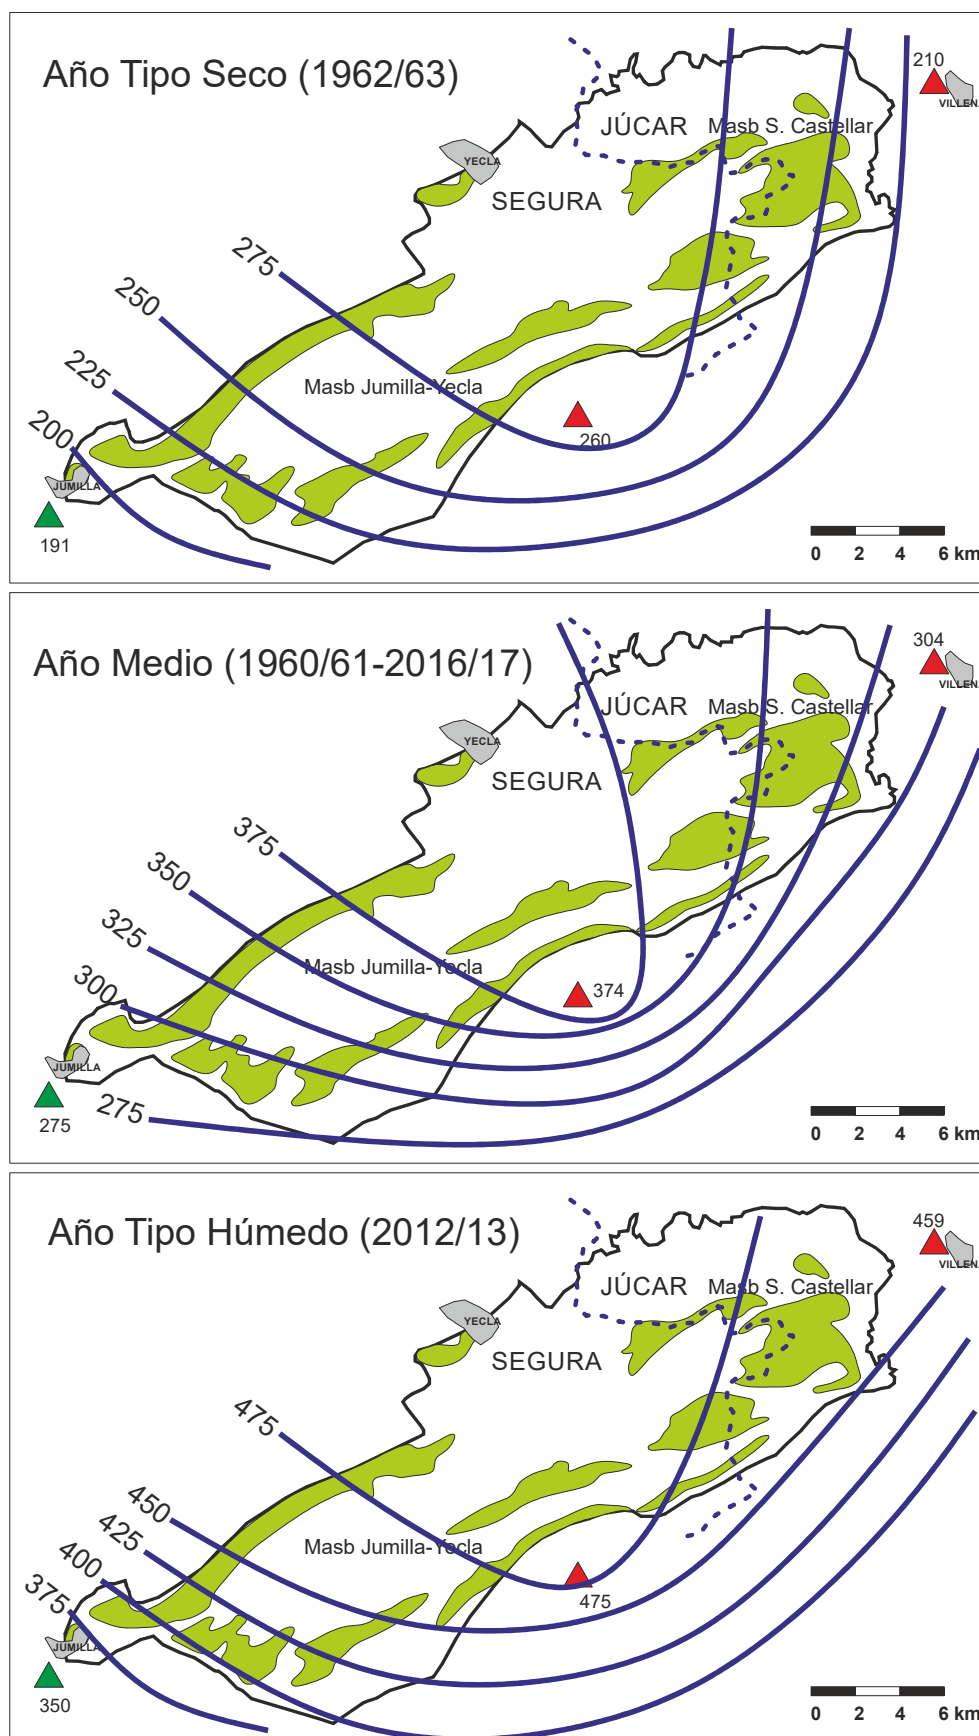 Año Tipo Seco (1962/63)
210
VILLEN
JÚCAR
Masb S. Castellar
YECLA
SEGURA
275
250
225
200
Masb Jumilla-Yecla
260
JUMILLA
191
0 2 4 6 km
Año Medio (1960/61-2016/17)
304
VILLEN
JÚCAR
Masb S. Castellar
YECLA
SEGURA
375
350
325
300
Masb Jumilla-Yecla
374
JUMILLA
275
275
0 2 4 6 km
Año Tipo Húmedo (2012/13)
459
VILLEN
JÚCAR
Masb S. Castellar
YECLA
SEGURA
475
450
425
400
375
Masb Jumilla-Yecla
475
JUMILLA
350
0 2 4 6 km